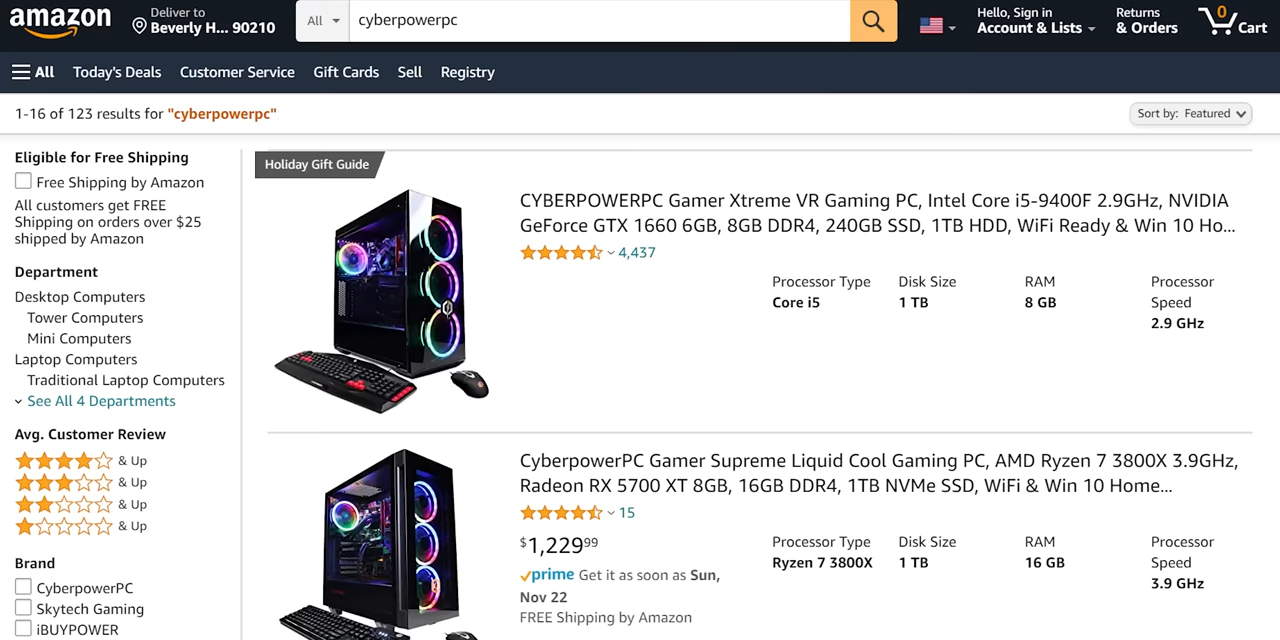 amazon
Deliver to
Beverly H... 90210
All
cyberpowerpc
Hello, Sign in
Account & Lists
Returns
& Orders
0
Cart
All
Today's Deals
Customer Service
Gift Cards
Sell
Registry
1-16 of 123 results for "cyberpowerpc"
Sort by: Featured
Eligible for Free Shipping
Free Shipping by Amazon
All customers get FREE
Shipping on orders over $25
shipped by Amazon
Department
Desktop Computers
Tower Computers
Mini Computers
Laptop Computers
Traditional Laptop Computers
See All 4 Departments
Avg. Customer Review
& Up
& Up
& Up
& Up
Brand
CyberpowerPC
Skytech Gaming
iBUYPOWER
Holiday Gift Guide
CYBERPOWERPC Gamer Xtreme VR Gaming PC, Intel Core i5-9400F 2.9GHz, NVIDIA
GeForce GTX 1660 6GB, 8GB DDR4, 240GB SSD, 1TB HDD, WiFi Ready & Win 10 Ho...
4,437
Processor Type
Core i5
Disk Size
1 TB
RAM
8 GB
Processor
Speed
2.9 GHz
CyberpowerPC Gamer Supreme Liquid Cool Gaming PC, AMD Ryzen 7 3800X 3.9GHz,
Radeon RX 5700 XT 8GB, 16GB DDR4, 1TB NVMe SSD, WiFi & Win 10 Home...
15
$1,22999
prime Get it as soon as Sun,
Nov 22
FREE Shipping by Amazon
Processor Type
Ryzen 7 3800X
Disk Size
1 TB
RAM
16 GB
Processor
Speed
3.9 GHz